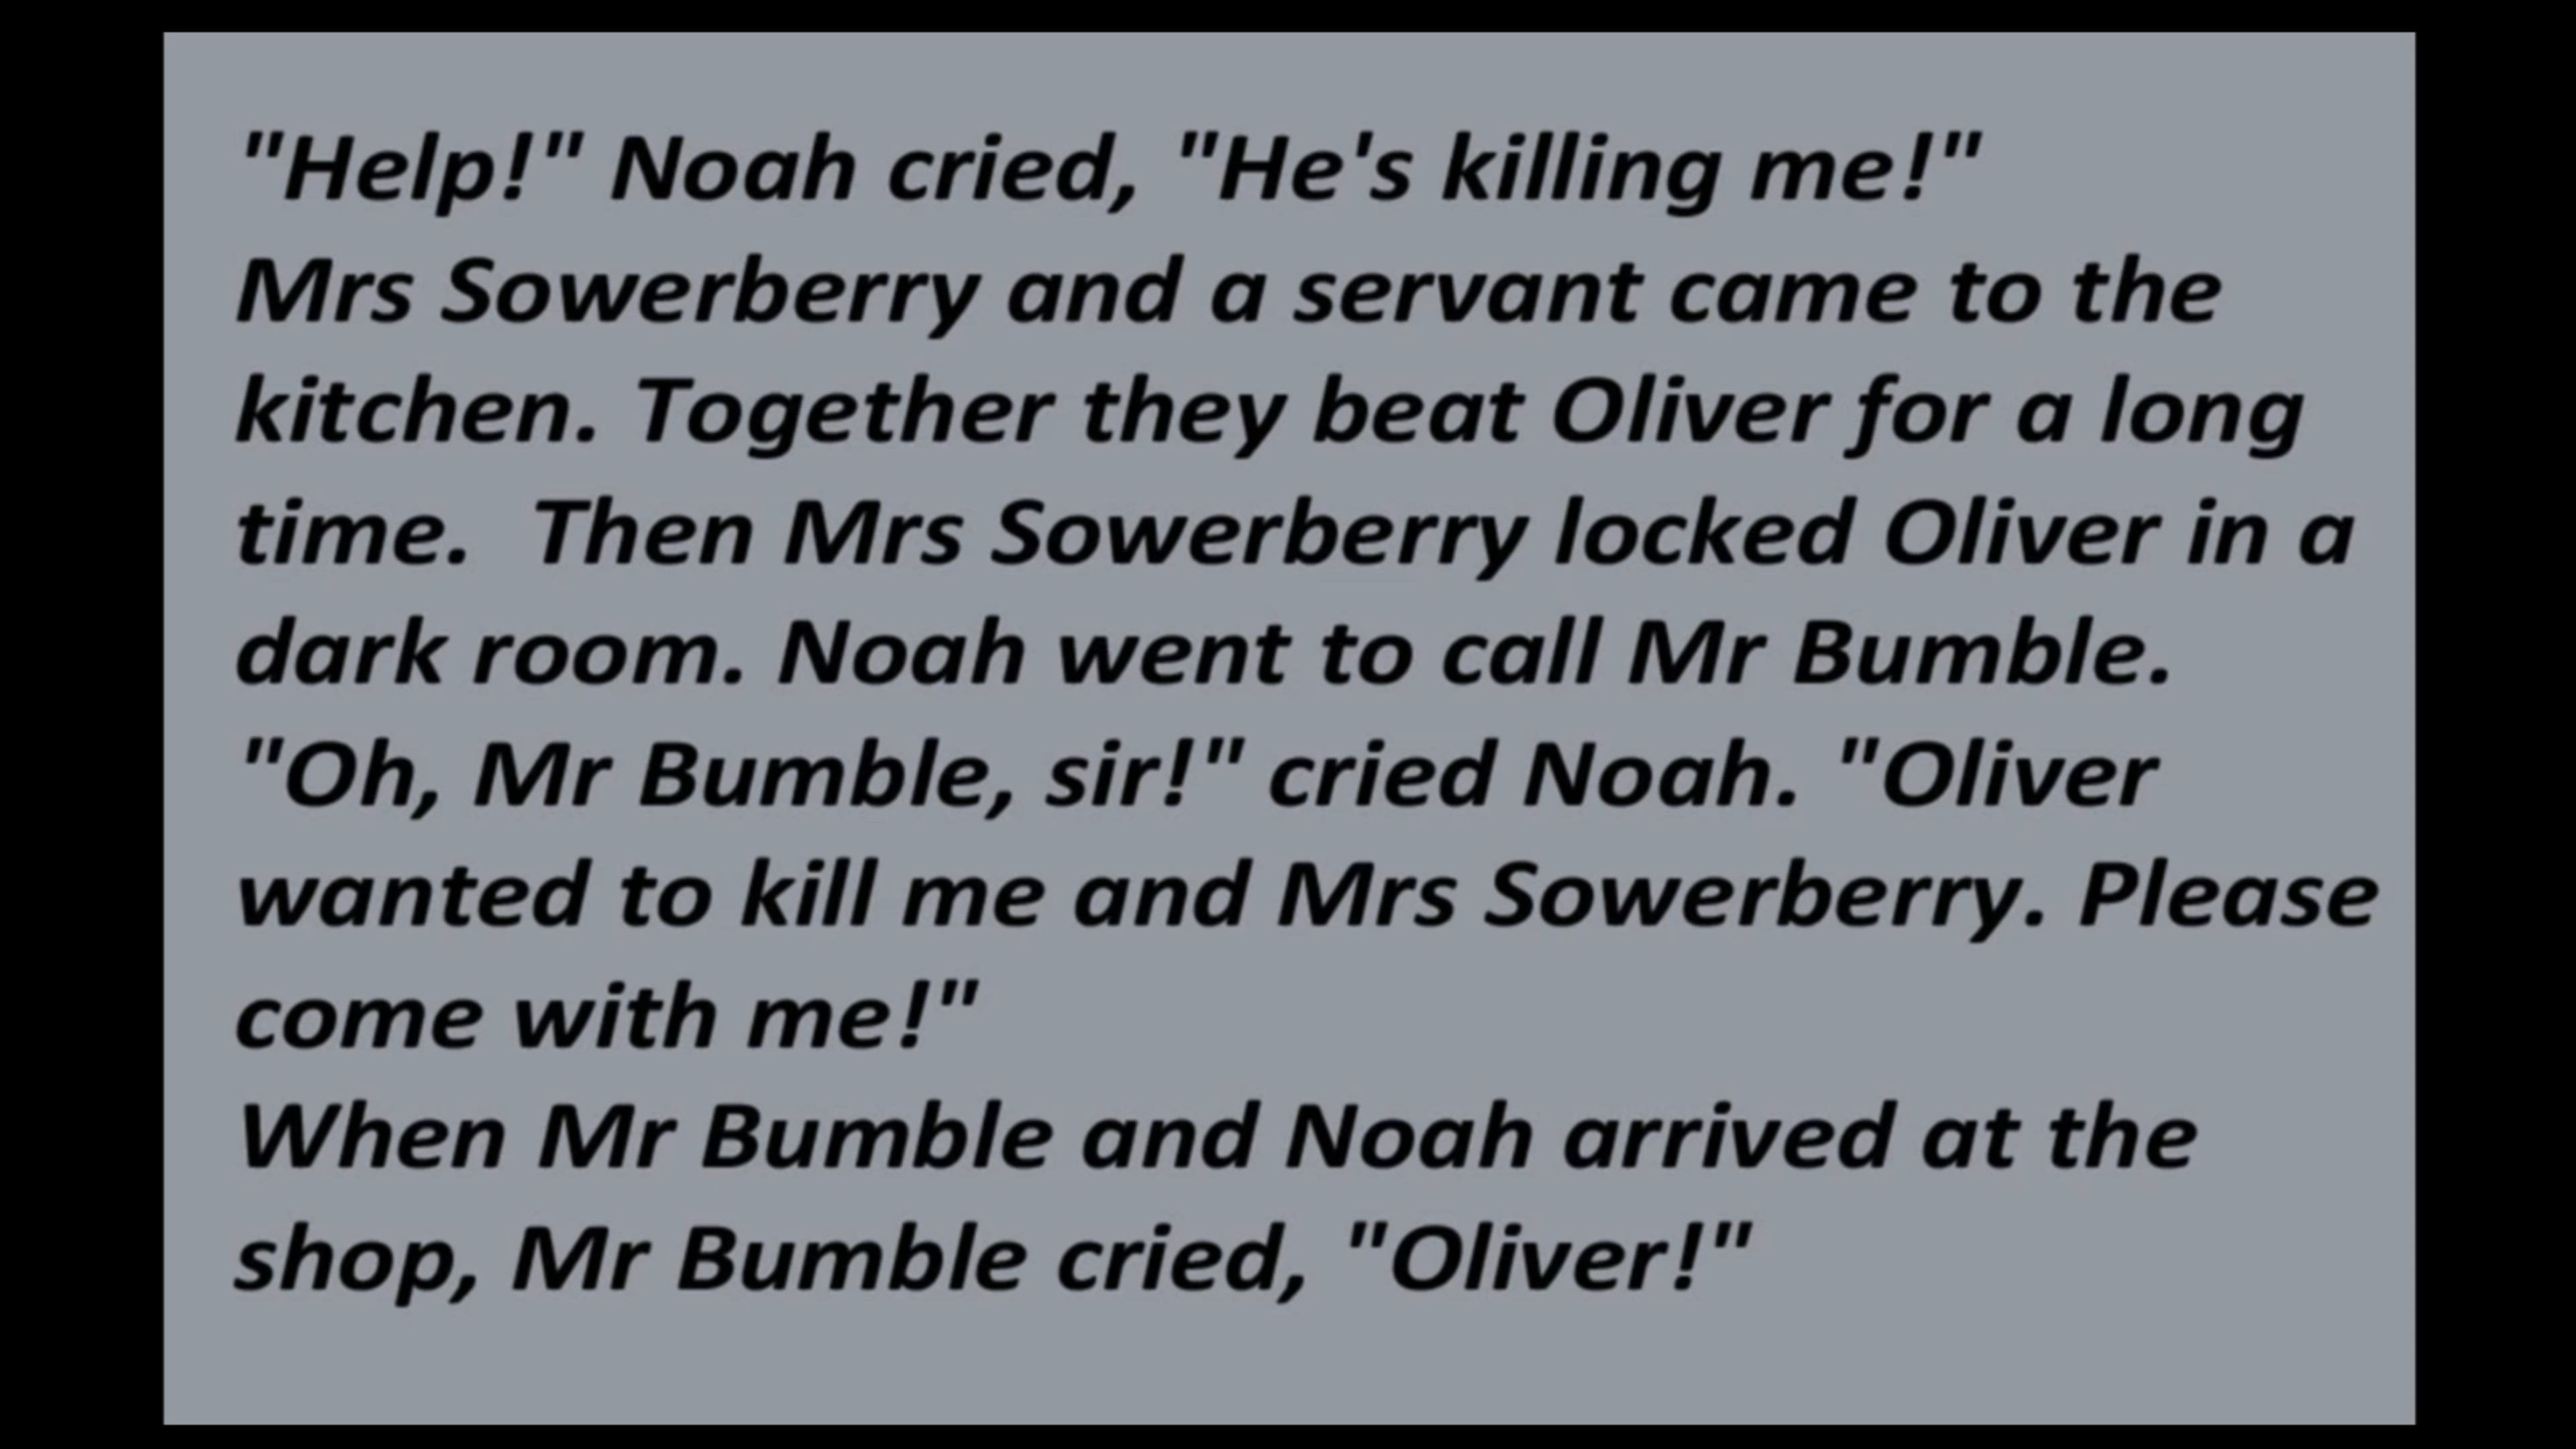 "Help!" Noah cried, "He's killing me!"
Mrs Sowerberry and a servant came to the
kitchen. Together they beat Oliver for a long
time.  Then Mrs Sowerberry locked Oliver in a
dark room. Noah went to call Mr Bumble.
"Oh, Mr Bumble, sir!" cried Noah. "Oliver
wanted to kill me and Mrs Sowerberry. Please
come with me!"
When Mr Bumble and Noah arrived at the
shop, Mr Bumble cried, "Oliver!"